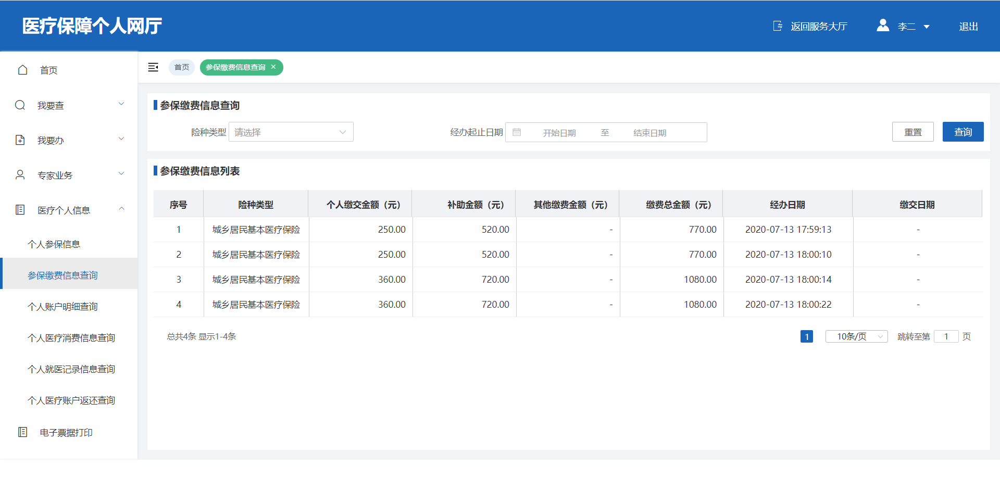 医疗保障个人网厅
返回服务大厅 李二 退出
首页
我要查
我要办
专家业务
医疗个人信息
个人参保信息
参保缴费信息查询
个人账户明细查询
个人医疗消费信息查询
个人就医记录信息查询
个人医疗账户返还查询
电子票据打印
首页 参保缴费信息查询 ×
参保缴费信息查询
险种类型 请选择 经办起止日期 开始日期 至 结束日期 重置 查询
参保缴费信息列表
序号 险种类型 个人缴交金额（元） 补助金额（元） 其他缴费金额（元） 缴费总金额（元） 经办日期 缴交日期
1 城乡居民基本医疗保险 250.00 520.00 - 770.00 2020-07-13 17:59:13 -
2 城乡居民基本医疗保险 250.00 520.00 - 770.00 2020-07-13 18:00:10 -
3 城乡居民基本医疗保险 360.00 720.00 - 1080.00 2020-07-13 18:00:14 -
4 城乡居民基本医疗保险 360.00 720.00 - 1080.00 2020-07-13 18:00:22 -
总共4条 显示1-4条 1 10条/页 跳转至第 1 页